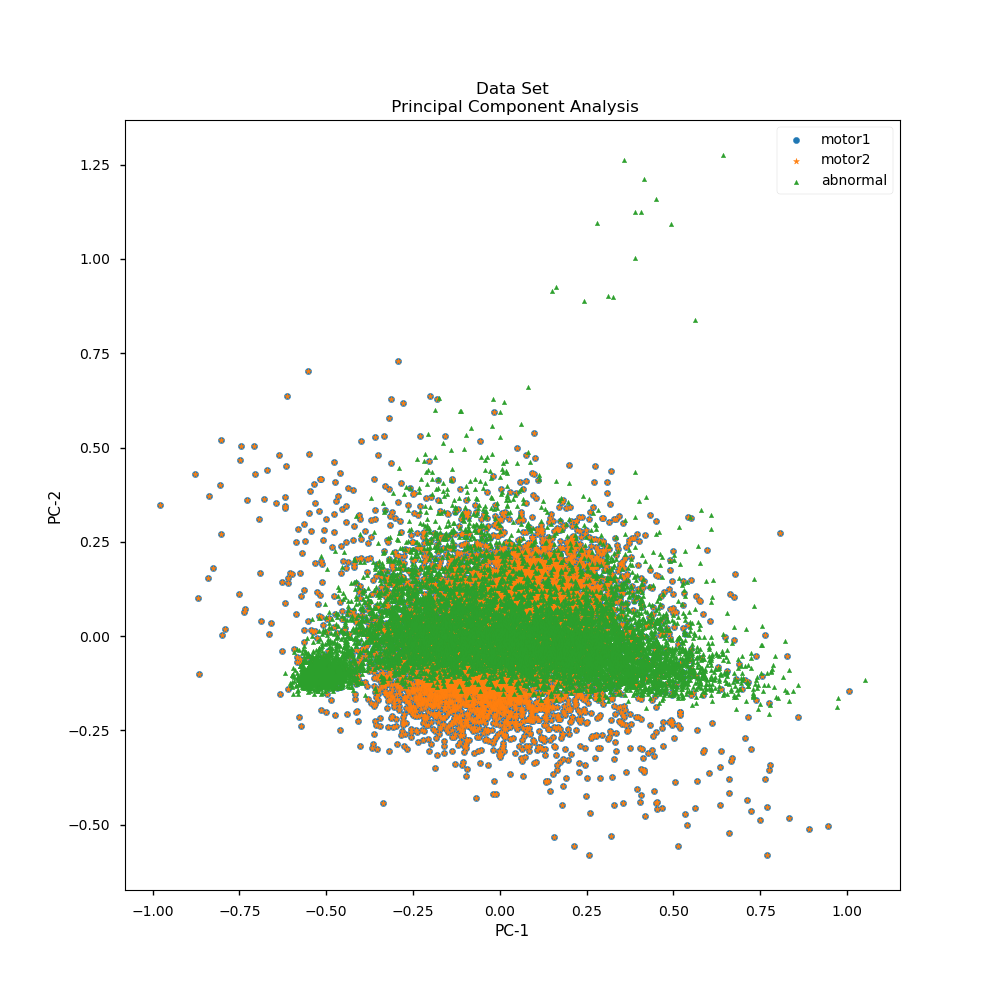 Data Set
Principal Component Analysis
motor1
motor2
abnormal
1.25
1.00
0.75
0.50
0.25
0.00
−0.25
−0.50
PC-2
−1.00 −0.75 −0.50 −0.25 0.00 0.25 0.50 0.75 1.00
PC-1